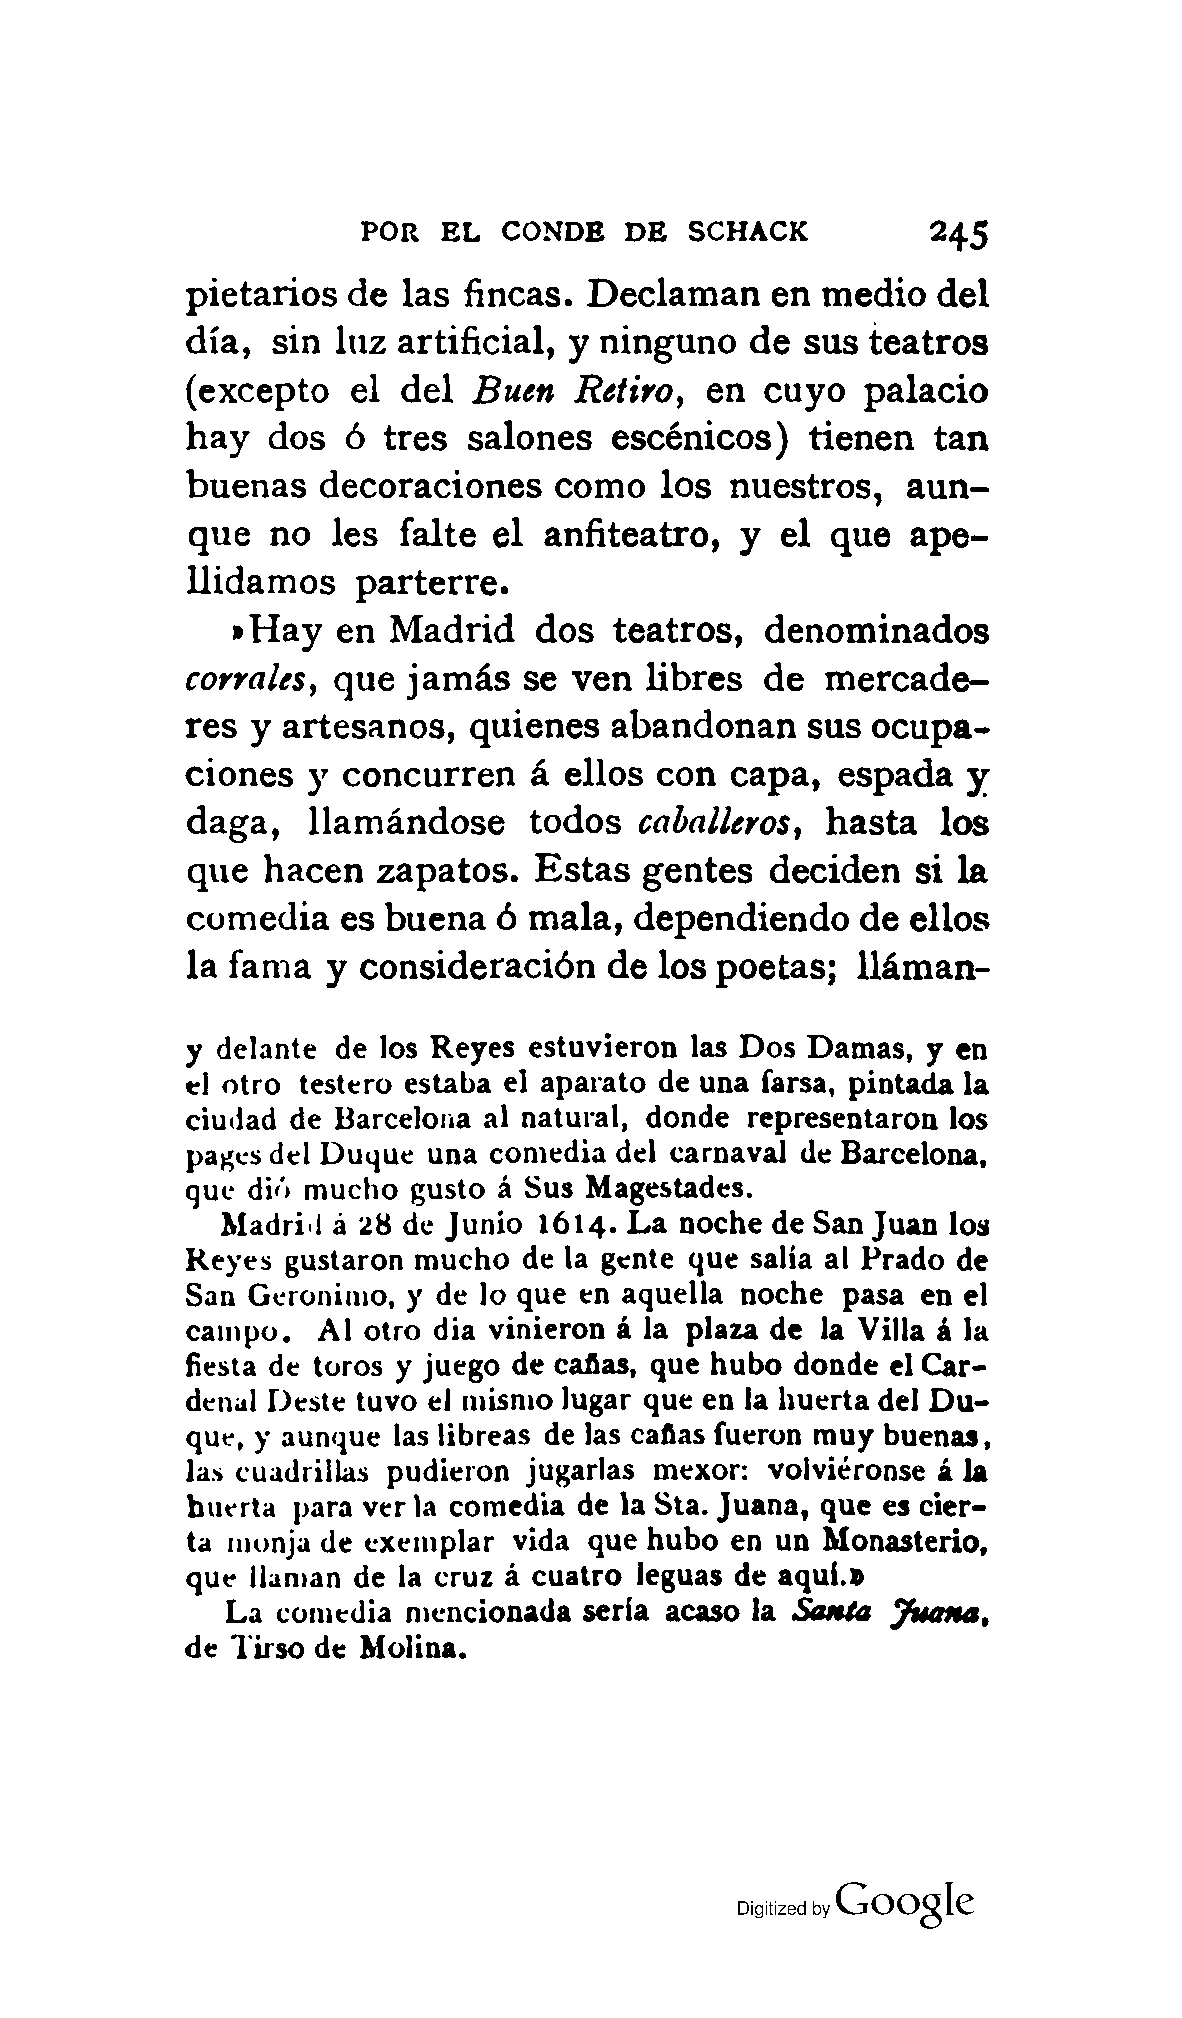 POR EL CONDE DE SCHACK 245
pietarios de las fincas. Declaman en medio del
día, sin luz artificial, y ninguno de sus teatros
(excepto el del Buen Retiro, en cuyo palacio
hay dos ó tres salones escénicos) tienen tan
buenas decoraciones como los nuestros, aun-
que no les falte el anfiteatro, y el que ape-
llidamos parterre.
»Hay en Madrid dos teatros, denominados
corrales, que jamás se ven libres de mercade-
res y artesanos, quienes abandonan sus ocupa-
ciones y concurren á ellos con capa, espada y
daga, llamándose todos caballeros, hasta los
que hacen zapatos. Estas gentes deciden si la
comedia es buena ó mala, dependiendo de ellos
la fama y consideración de los poetas; lláman-
y delante de los Reyes estuvieron las Dos Damas, y en
el otro testero estaba el aparato de una farsa, pintada la
ciudad de Barcelona al natural, donde representaron los
pages del Duque una comedia del carnaval de Barcelona,
que dió mucho gusto á Sus Magestades.
Madrid á 28 de Junio 1614. La noche de San Juan los
Reyes gustaron mucho de la gente que salía al Prado de
San Geronimo, y de lo que en aquella noche pasa en el
campo. Al otro dia vinieron á la plaza de la Villa á la
fiesta de toros y juego de cañas, que hubo donde el Car-
denal Deste tuvo el mismo lugar que en la huerta del Du-
que, y aunque las libreas de las cañas fueron muy buenas,
las cuadrillas pudieron jugarlas mexor: volviéronse á la
huerta para ver la comedia de la Sta. Juana, que es cier-
ta monja de exemplar vida que hubo en un Monasterio,
que llaman de la cruz á cuatro leguas de aquí.»
La comedia mencionada sería acaso la Santa Juana,
de Tirso de Molina.
Digitized by Google